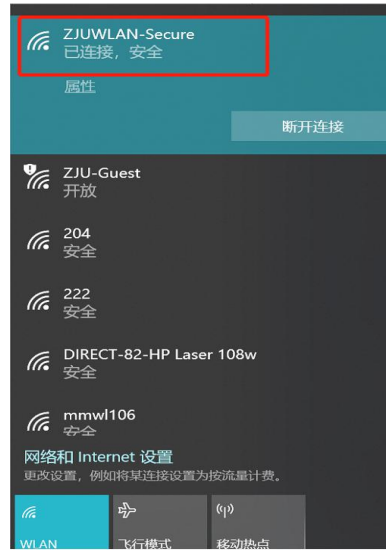 ZJUWLAN-Secure
已连接，安全
属性
断开连接
ZJU-Guest
开放
204
安全
222
安全
DIRECT-82-HP Laser 108w
安全
mmwl106
安全
网络和 Internet 设置
更改设置，例如将某连接设置为按流量计费。
WLAN 飞行模式 移动热点